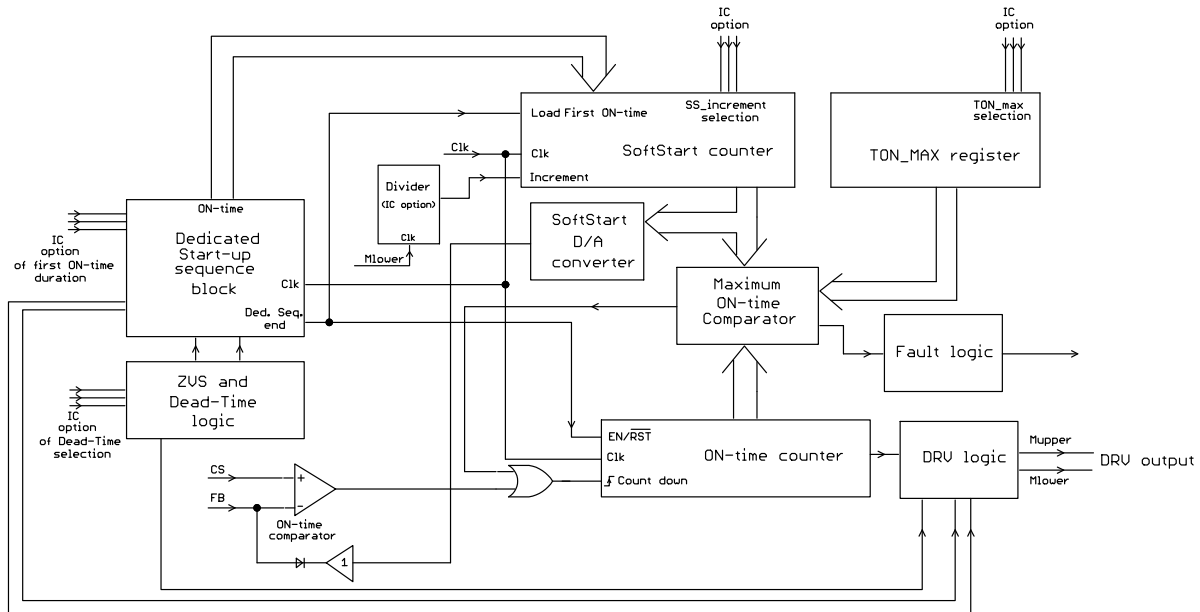 IC
option
IC
option
SS_increment
selection
TON_max
selection
Load First ON-time
Clk
Clk
SoftStart counter
TON_MAX register
Increment
Divider
(IC option)
Clk
Mlower
ON-time
Dedicated
Start-up
sequence
block
IC
option
of first ON-time
duration
Clk
Ded. Seq.
end
SoftStart
D/A
converter
Maximum
ON-time
Comparator
Fault logic
ZVS and
Dead-Time
logic
IC
option
of Dead-Time
selection
EN/RST
Clk
Count down
ON-time counter
DRV logic
Mupper
Mlower
DRV output
CS
FB
+
-
ON-time
comparator
1